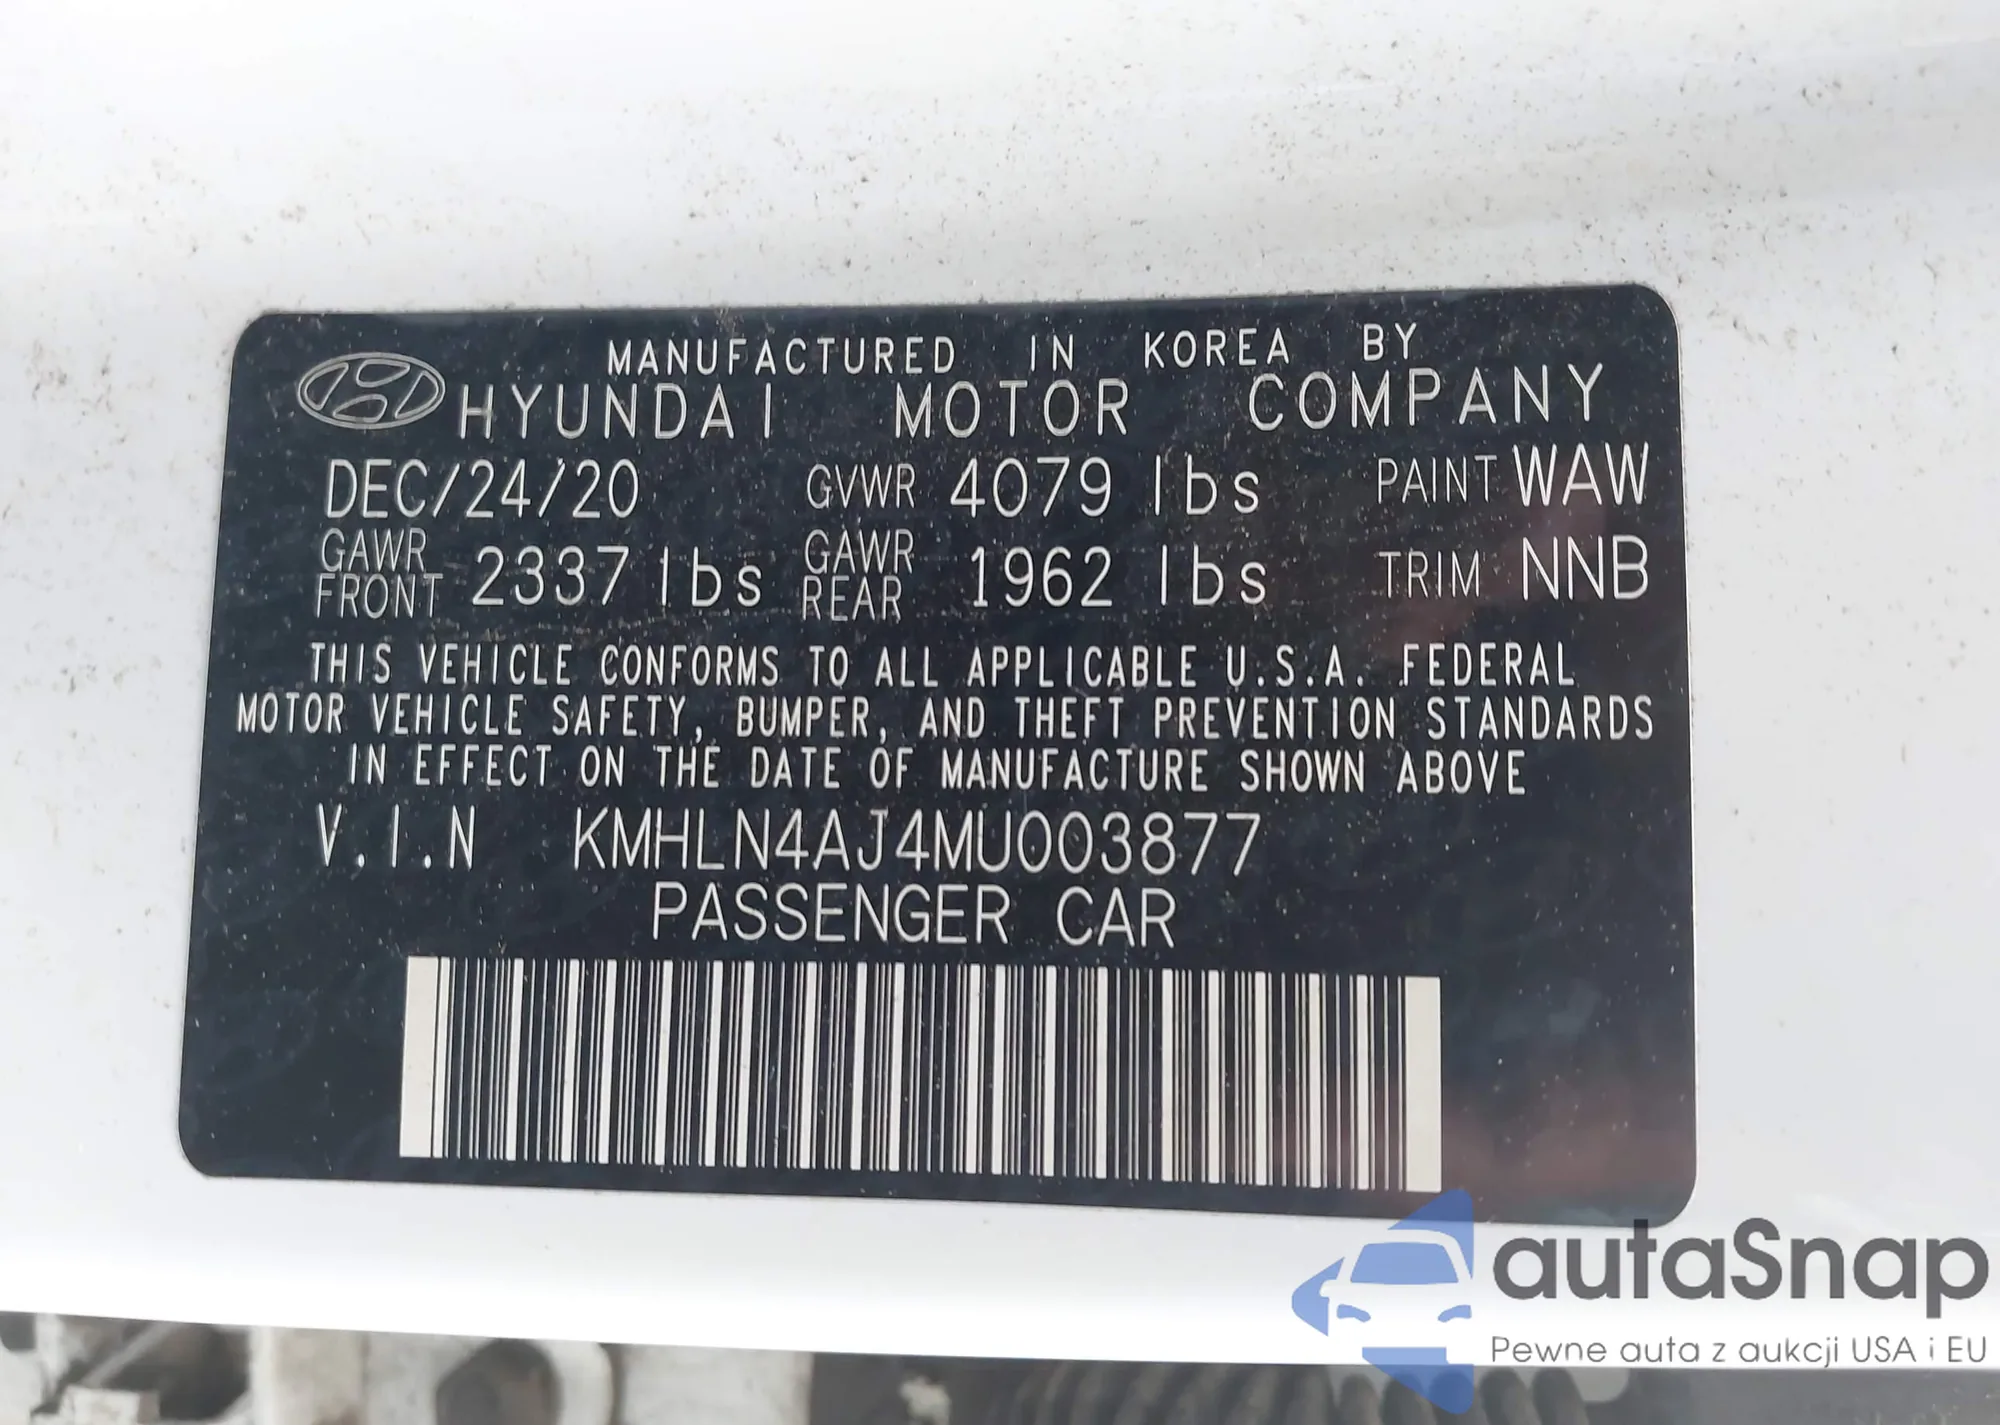 MANUFACTURED IN KOREA BY
HYUNDAI MOTOR COMPANY
DEC/24/20 GVWR 4079 lbs PAINT WAW
GAWR FRONT 2337 lbs GAWR REAR 1962 lbs TRIM NNB
THIS VEHICLE CONFORMS TO ALL APPLICABLE U.S.A. FEDERAL
MOTOR VEHICLE SAFETY, BUMPER, AND THEFT PREVENTION STANDARDS
IN EFFECT ON THE DATE OF MANUFACTURE SHOWN ABOVE
V.I.N KMHLN4AJ4MU003877
PASSENGER CAR
autaSnap
Pewne auta z aukcji USA i EU